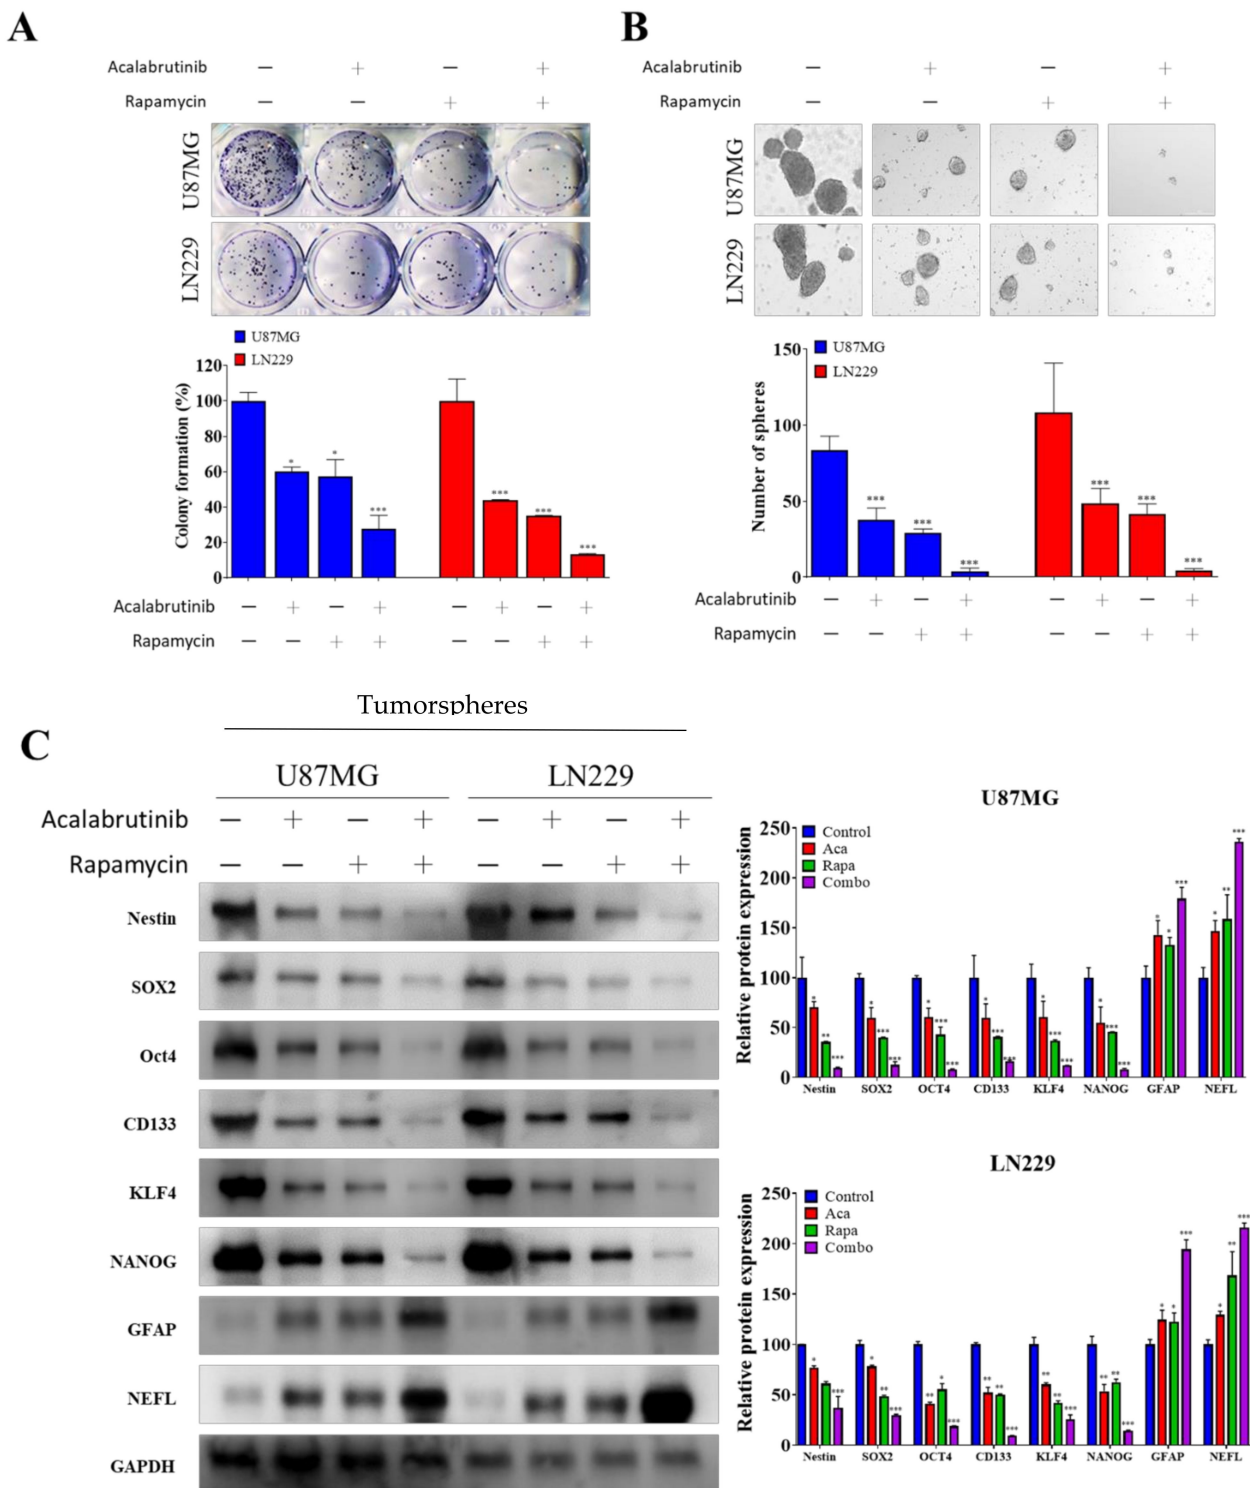 A
Acalabrutinib − + − +
Rapamycin − − + +
U87MG
LN229
U87MG
LN229
Colony formation (%)
120
100
80
60
40
20
0
* * *** *** *** ***
Acalabrutinib − + − + − + − +
Rapamycin − − + + − − + +
B
Acalabrutinib − + − +
Rapamycin − − + +
U87MG
LN229
U87MG
LN229
Number of spheres
150
100
50
0
*** *** *** *** *** ***
Acalabrutinib − + − + − + − +
Rapamycin − − + + − − + +
Tumorspheres
C
U87MG LN229
Acalabrutinib − + − + − + − +
Rapamycin − − + + − − + +
Nestin
SOX2
Oct4
CD133
KLF4
NANOG
GFAP
NEFL
GAPDH
U87MG
Relative protein expression
250
200
150
100
50
0
Control
Aca
Rapa
Combo
* ** *** * *** *** * *** *** * *** *** * *** *** * *** *** * * *** * ** ***
Nestin SOX2 OCT4 CD133 KLF4 NANOG GFAP NEFL
LN229
Relative protein expression
250
200
150
100
50
0
Control
Aca
Rapa
Combo
* *** * ** *** ** * *** ** ** *** ** ** *** ** ** *** * * *** * ** ***
Nestin SOX2 OCT4 CD133 KLF4 NANOG GFAP NEFL